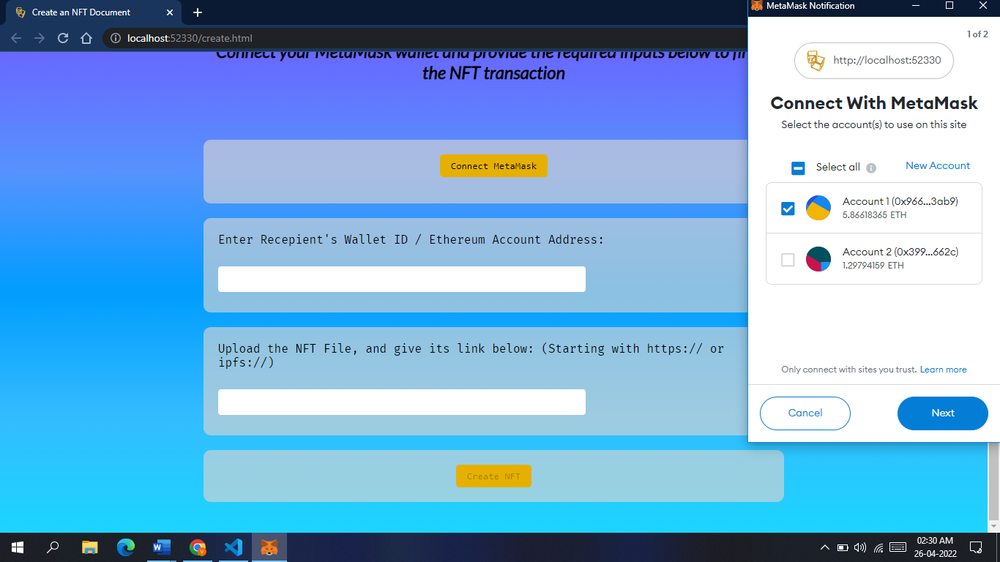 Create an NFT Document
localhost:52330/create.html
Connect your MetaMask wallet and provide the required inputs below to
the NFT transaction
Connect MetaMask
Enter Recepient's Wallet ID / Ethereum Account Address:
Upload the NFT File, and give its link below: (Starting with https:// or
ipfs://)
Create NFT
MetaMask Notification
1 of 2
http://localhost:52330
Connect With MetaMask
Select the account(s) to use on this site
Select all
New Account
Account 1 (0x966...3ab9)
5.86618365 ETH
Account 2 (0x399...662c)
1.29794159 ETH
Only connect with sites you trust. Learn more
Cancel
Next
02:30 AM
26-04-2022